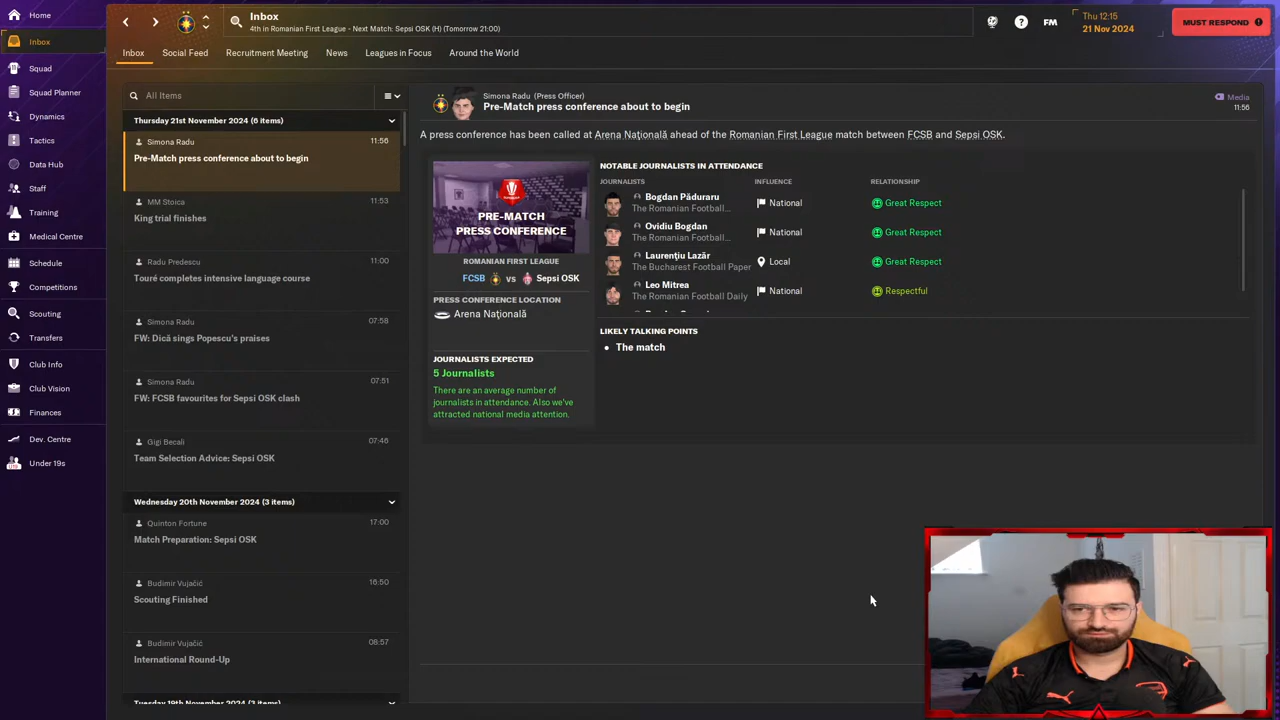 Home
Inbox
Squad
Squad Planner
Dynamics
Tactics
Data Hub
Staff
Training
Medical Centre
Schedule
Competitions
Scouting
Transfers
Club Info
Club Vision
Finances
Dev. Centre
Under 19s
Inbox
4th in Romanian First League - Next Match: Sepsi OSK (H) (Tomorrow 21:00)
FM
Thu 12:15
21 Nov 2024
MUST RESPOND
Inbox Social Feed Recruitment Meeting News Leagues in Focus Around the World
All Items
Thursday 21st November 2024 (6 items)
Simona Radu 11:56
Pre-Match press conference about to begin
MM Stoica 11:53
King trial finishes
Radu Predescu 11:00
Touré completes intensive language course
Simona Radu 07:58
FW: Dică sings Popescu's praises
Simona Radu 07:51
FW: FCSB favourites for Sepsi OSK clash
Gigi Becali 07:46
Team Selection Advice: Sepsi OSK
Wednesday 20th November 2024 (3 items)
Quinton Fortune 17:00
Match Preparation: Sepsi OSK
Budimir Vujačić 16:50
Scouting Finished
Budimir Vujačić 08:57
International Round-Up
Tuesday 19th November 2024 (3 items)
Simona Radu (Press Officer)
Pre-Match press conference about to begin
Media
11:56
A press conference has been called at Arena Națională ahead of the Romanian First League match between FCSB and Sepsi OSK.
PRE-MATCH
PRESS CONFERENCE
ROMANIAN FIRST LEAGUE
FCSB vs Sepsi OSK
PRESS CONFERENCE LOCATION
Arena Națională
JOURNALISTS EXPECTED
5 Journalists
There are an average number of
journalists in attendance. Also we've
attracted national media attention.
NOTABLE JOURNALISTS IN ATTENDANCE
JOURNALISTS INFLUENCE RELATIONSHIP
Bogdan Păduraru
The Romanian Football...
National Great Respect
Ovidiu Bogdan
The Romanian Football...
National Great Respect
Laurențiu Lazăr
The Bucharest Football Paper
Local Great Respect
Leo Mitrea
The Romanian Football Daily
National Respectful
LIKELY TALKING POINTS
• The match